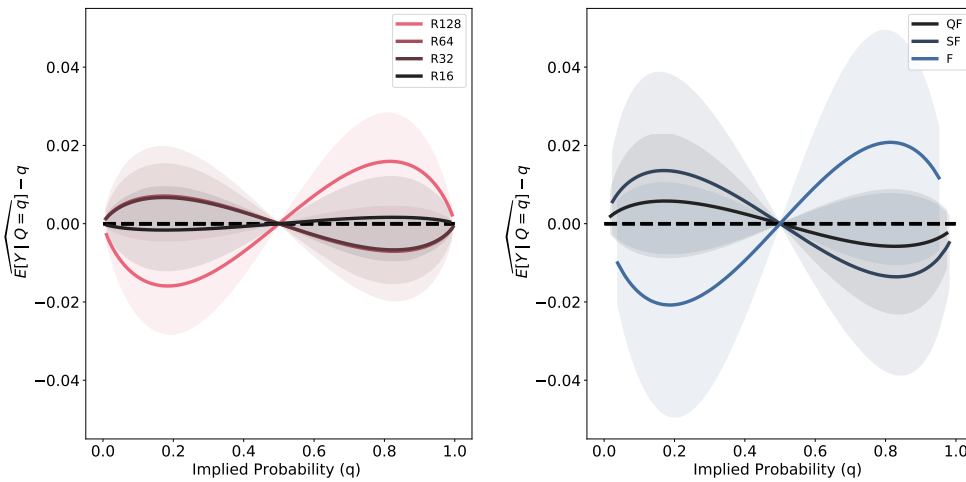 R128
R64
R32
R16
0.04
0.02
0.00
−0.02
−0.04
E[Y | Q = q] − q
0.0 0.2 0.4 0.6 0.8 1.0
Implied Probability (q)
QF
SF
F
0.04
0.02
0.00
−0.02
−0.04
E[Y | Q = q] − q
0.0 0.2 0.4 0.6 0.8 1.0
Implied Probability (q)